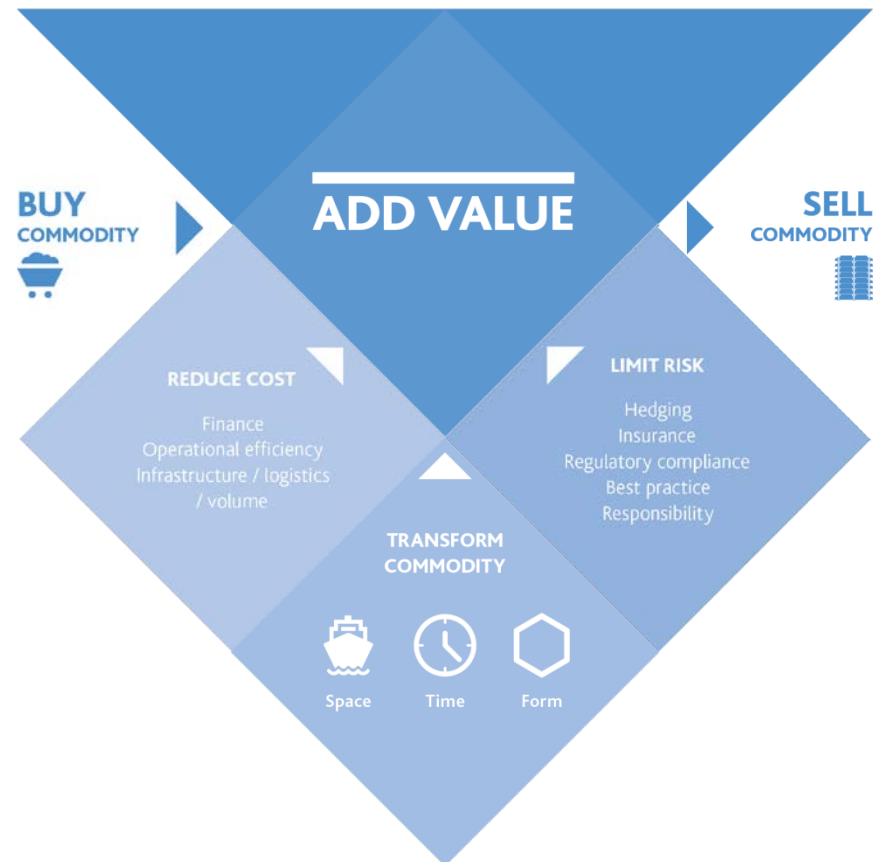 ADD VALUE
BUY
COMMODITY
SELL
COMMODITY
REDUCE COST
Finance
Operational efficiency
Infrastructure / logistics
/ volume
LIMIT RISK
Hedging
Insurance
Regulatory compliance
Best practice
Responsibility
TRANSFORM
COMMODITY
Space
Time
Form